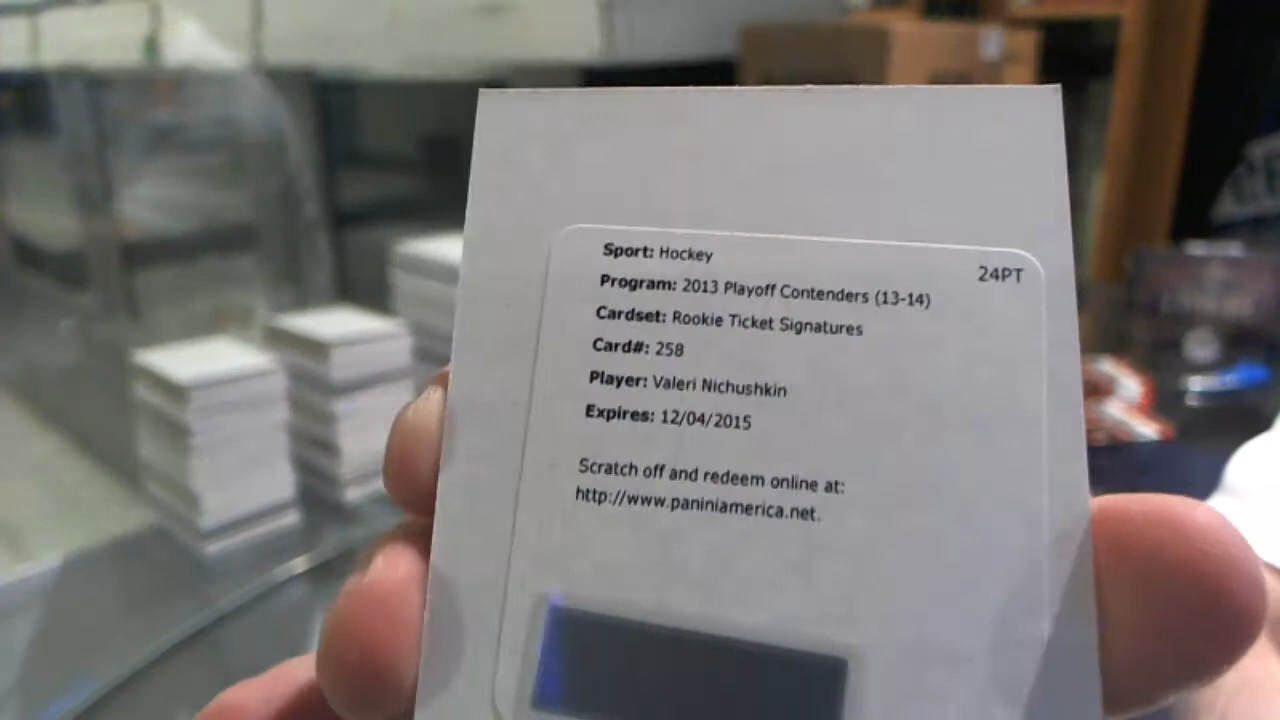 Sport: Hockey
24PT
Program: 2013 Playoff Contenders (13-14)
Cardset: Rookie Ticket Signatures
Card#: 258
Player: Valeri Nichushkin
Expires: 12/04/2015
Scratch off and redeem online at:
http://www.paniniamerica.net.